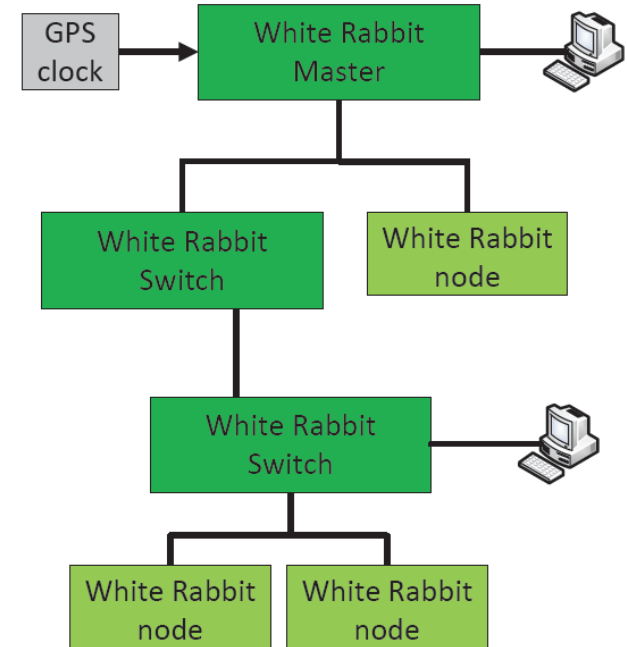 GPS
clock
White Rabbit
Master
White Rabbit
Switch
White Rabbit
node
White Rabbit
Switch
White Rabbit
node
White Rabbit
node